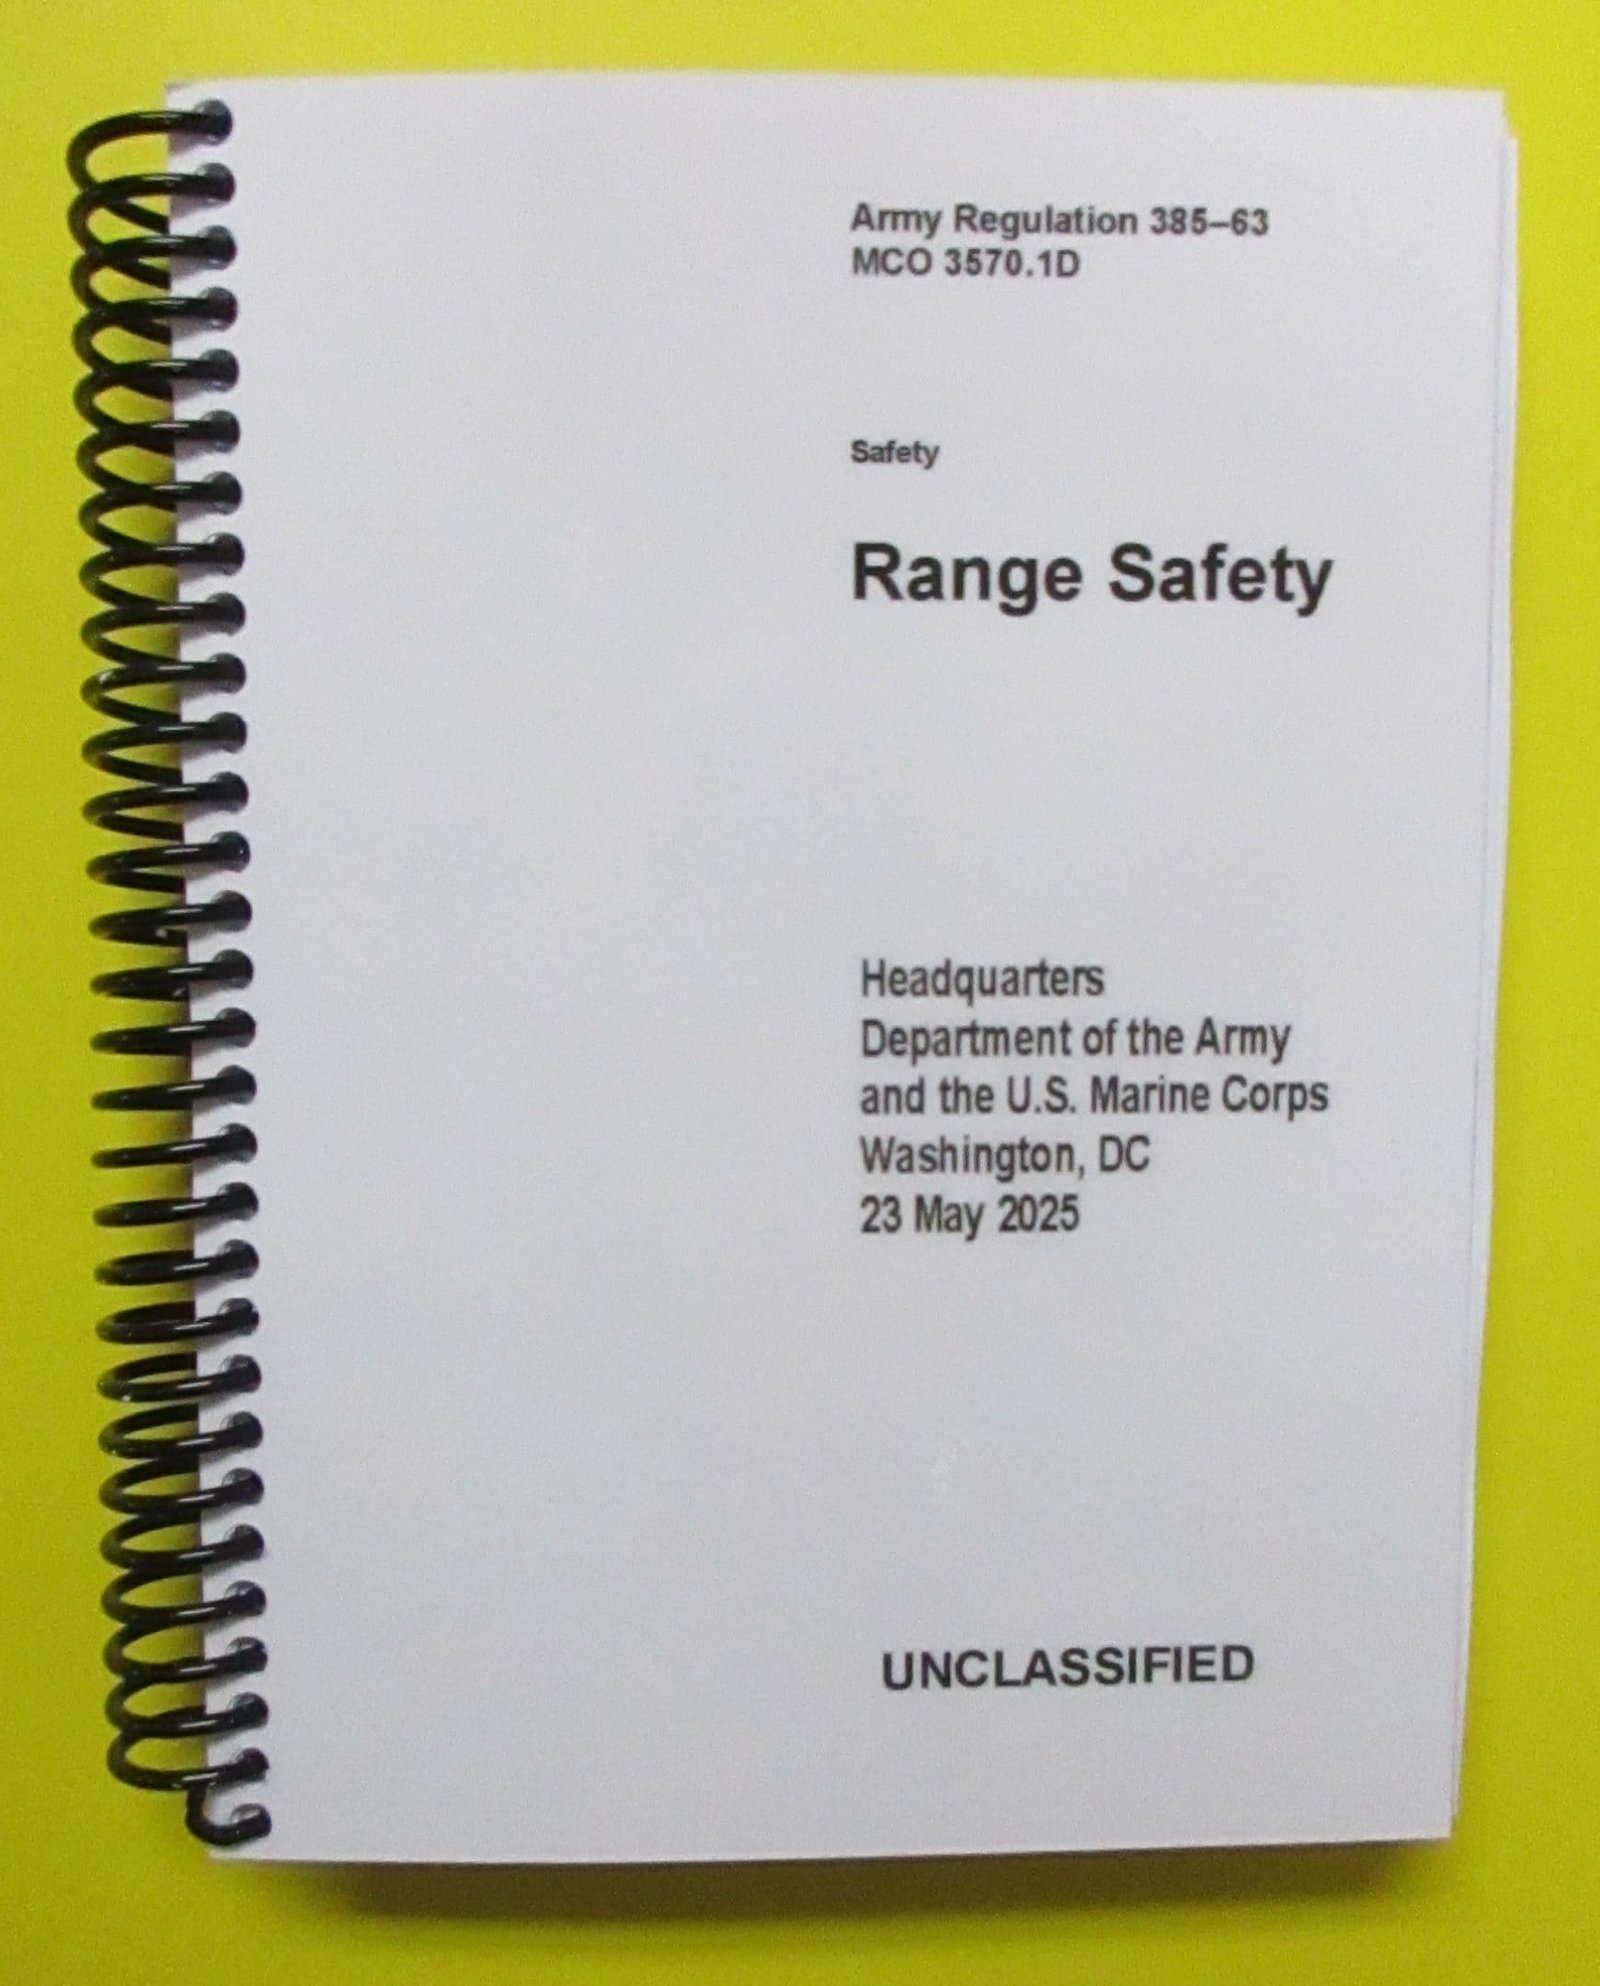 Army Regulation 385–63
MCO 3570.1D
Safety
Range Safety
Headquarters
Department of the Army
and the U.S. Marine Corps
Washington, DC
23 May 2025
UNCLASSIFIED